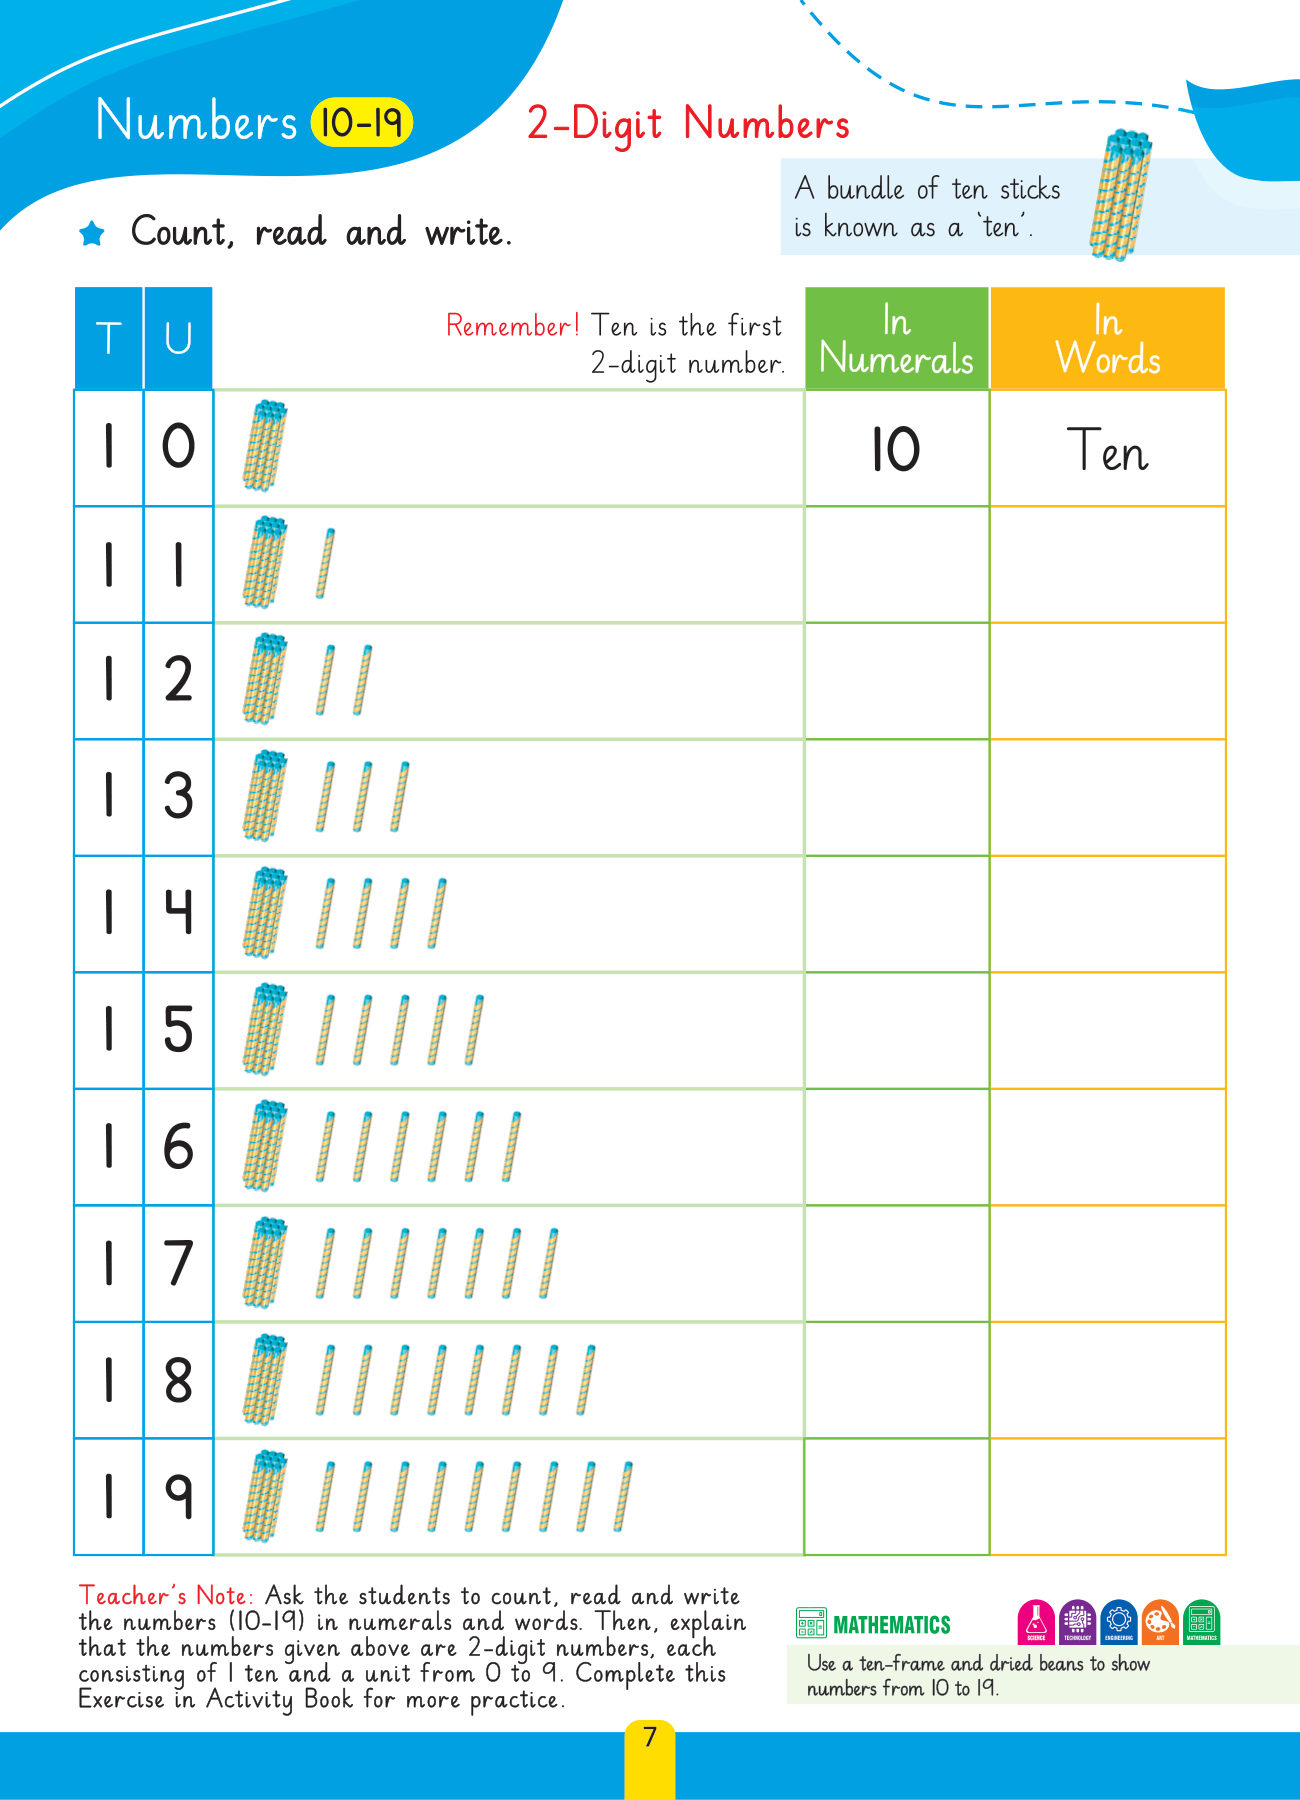 Numbers 10-19
2-Digit Numbers
A bundle of ten sticks
is known as a ‘ten’.
Count, read and write.
T U
Remember! Ten is the first
2-digit number.
In
Numerals
In
Words
1 0 10 Ten
1 1
1 2
1 3
1 4
1 5
1 6
1 7
1 8
1 9
Teacher’s Note: Ask the students to count, read and write
the numbers (10-19) in numerals and words. Then, explain
that the numbers given above are 2-digit numbers, each
consisting of 1 ten and a unit from 0 to 9. Complete this
Exercise in Activity Book for more practice.
MATHEMATICS
SCIENCE TECHNOLOGY ENGINEERING ART MATHEMATICS
Use a ten-frame and dried beans to show
numbers from 10 to 19.
7